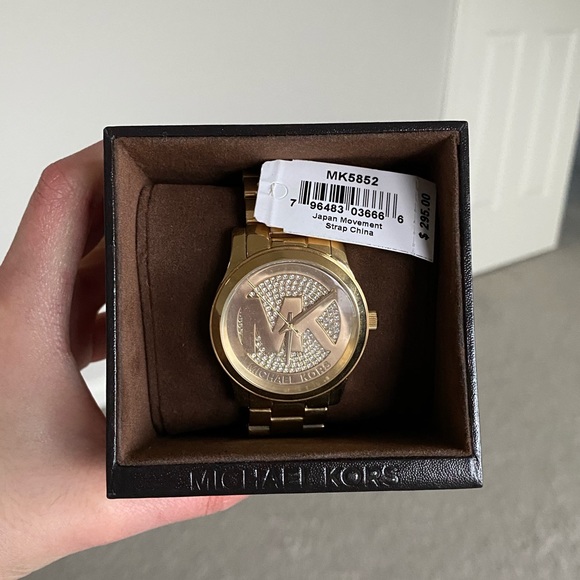 MK5852
7 96483 03666 6
Japan Movement
Strap China
$ 295.00
MK
MICHAEL KORS
MICHAEL KORS